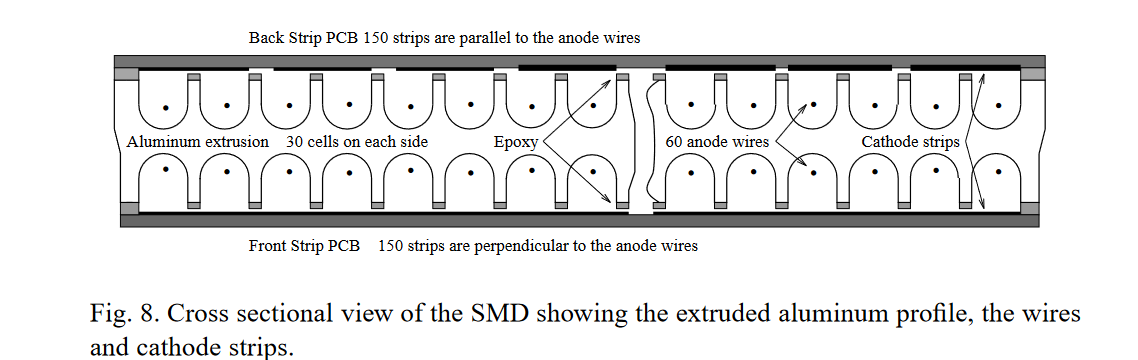 Back Strip PCB 150 strips are parallel to the anode wires
Aluminum extrusion 30 cells on each side Epoxy 60 anode wires Cathode strips
Front Strip PCB 150 strips are perpendicular to the anode wires
Fig. 8. Cross sectional view of the SMD showing the extruded aluminum profile, the wires
and cathode strips.